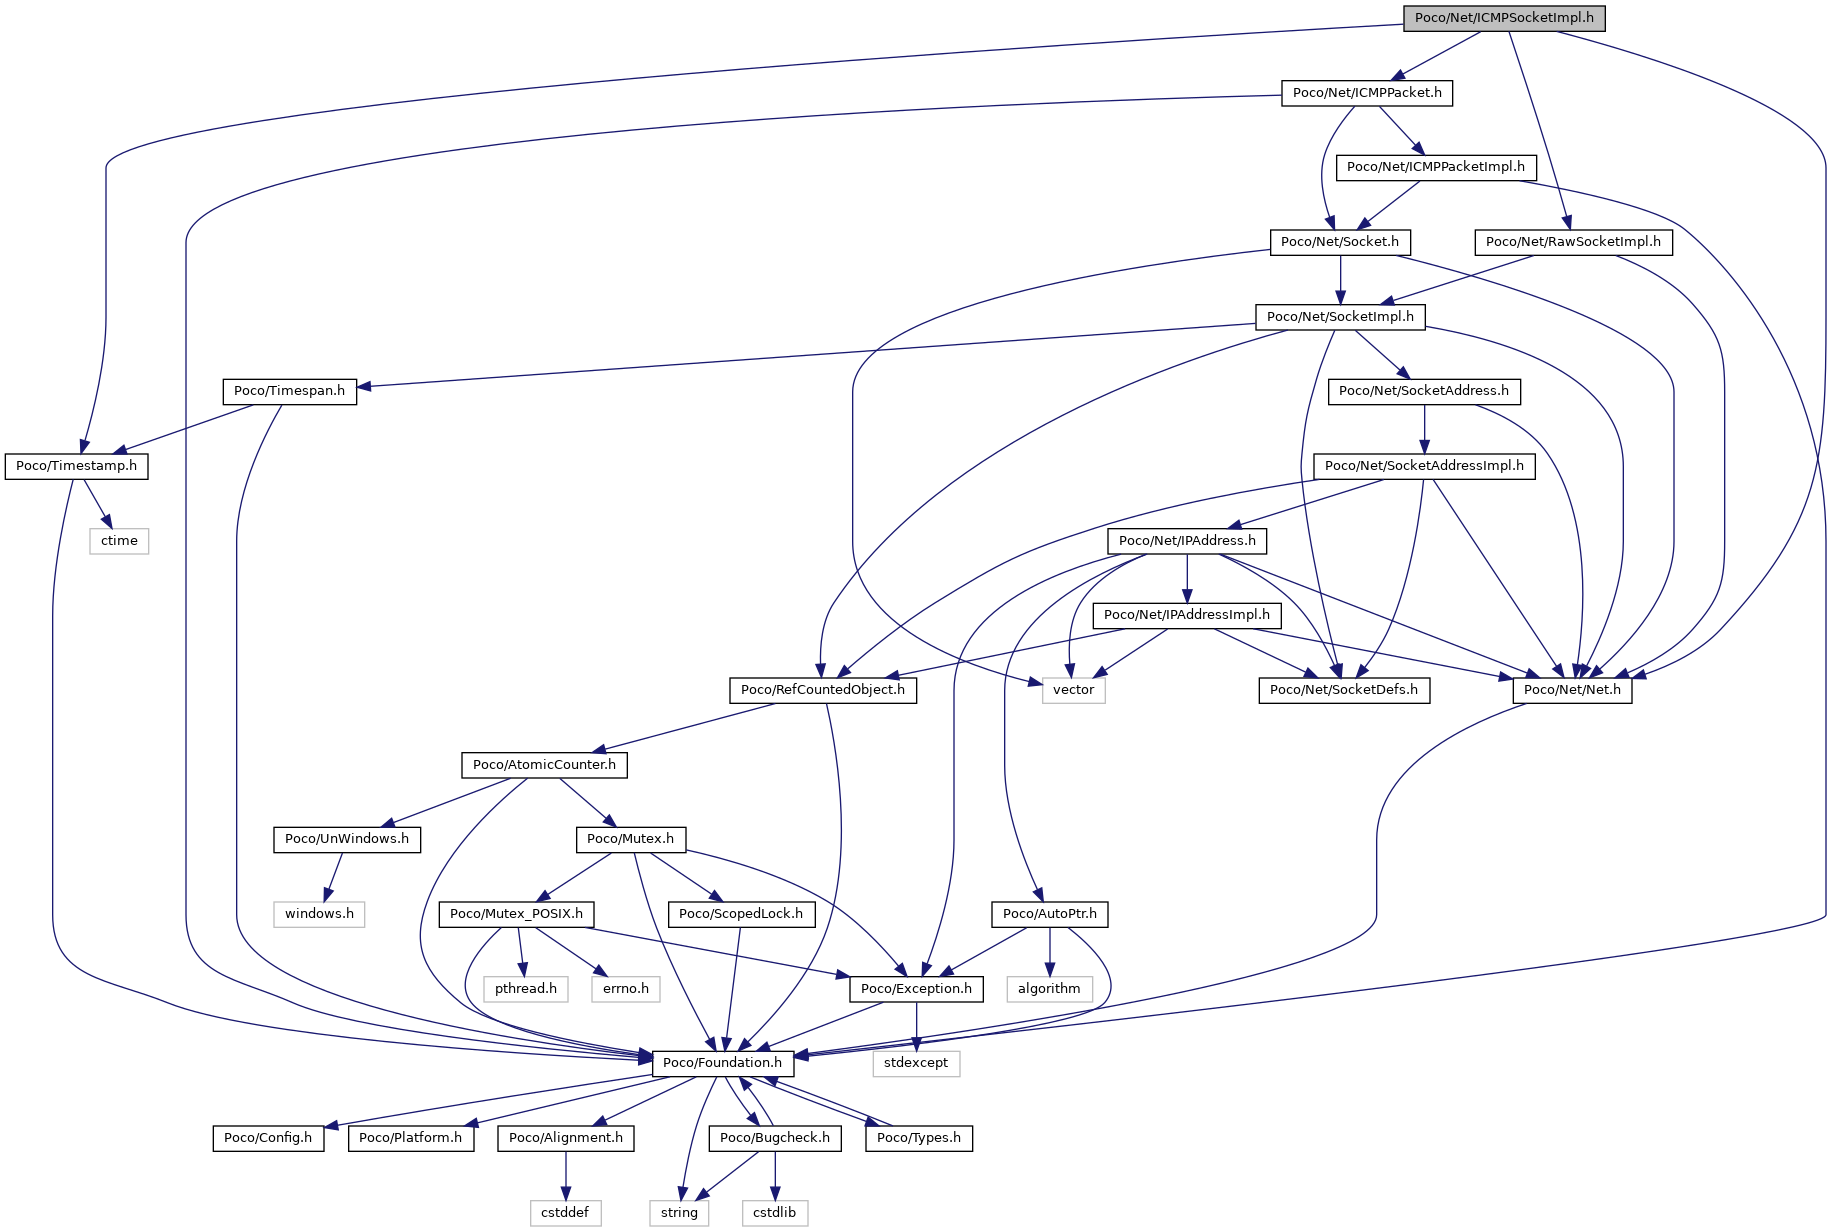 Poco/Net/ICMPSocketImpl.h
Poco/Net/ICMPPacket.h
Poco/Net/ICMPPacketImpl.h
Poco/Net/Socket.h
Poco/Net/RawSocketImpl.h
Poco/Net/SocketImpl.h
Poco/Timespan.h
Poco/Net/SocketAddress.h
Poco/Timestamp.h
Poco/Net/SocketAddressImpl.h
ctime
Poco/Net/IPAddress.h
Poco/Net/IPAddressImpl.h
Poco/RefCountedObject.h
vector
Poco/Net/SocketDefs.h
Poco/Net/Net.h
Poco/AtomicCounter.h
Poco/UnWindows.h
Poco/Mutex.h
windows.h
Poco/Mutex_POSIX.h
Poco/ScopedLock.h
Poco/AutoPtr.h
pthread.h
errno.h
Poco/Exception.h
algorithm
Poco/Foundation.h
stdexcept
Poco/Config.h
Poco/Platform.h
Poco/Alignment.h
Poco/Bugcheck.h
Poco/Types.h
cstddef
string
cstdlib